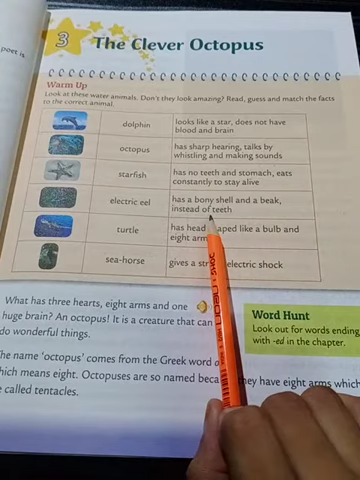 poet is
3 The Clever Octopus
Warm Up
Look at these water animals. Don't they look amazing? Read, guess and match the facts
to the correct animal.
dolphin
looks like a star, does not have
blood and brain
octopus
has sharp hearing, talks by
whistling and making sounds
starfish
has no teeth and stomach, eats
constantly to stay alive
electric eel
has a bony shell and a beak,
instead of teeth
turtle
has head aped like a bulb and
eight arm
sea-horse
gives a str electric shock
What has three hearts, eight arms and one
huge brain? An octopus! It is a creature that can
do wonderful things.
Word Hunt
Look out for words ending
with -ed in the chapter.
he name 'octopus' comes from the Greek word o
hich means eight. Octopuses are so named beca they have eight arms which
e called tentacles.